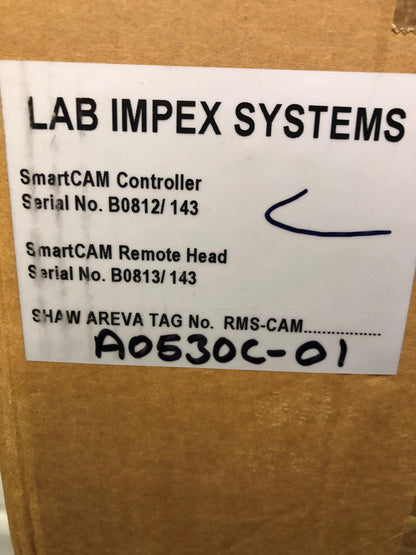 LAB IMPEX SYSTEMS
SmartCAM Controller
Serial No. B0812/ 143
SmartCAM Remote Head
Serial No. B0813/ 143
SHAW AREVA TAG No. RMS-CAM..................
A0530C-01